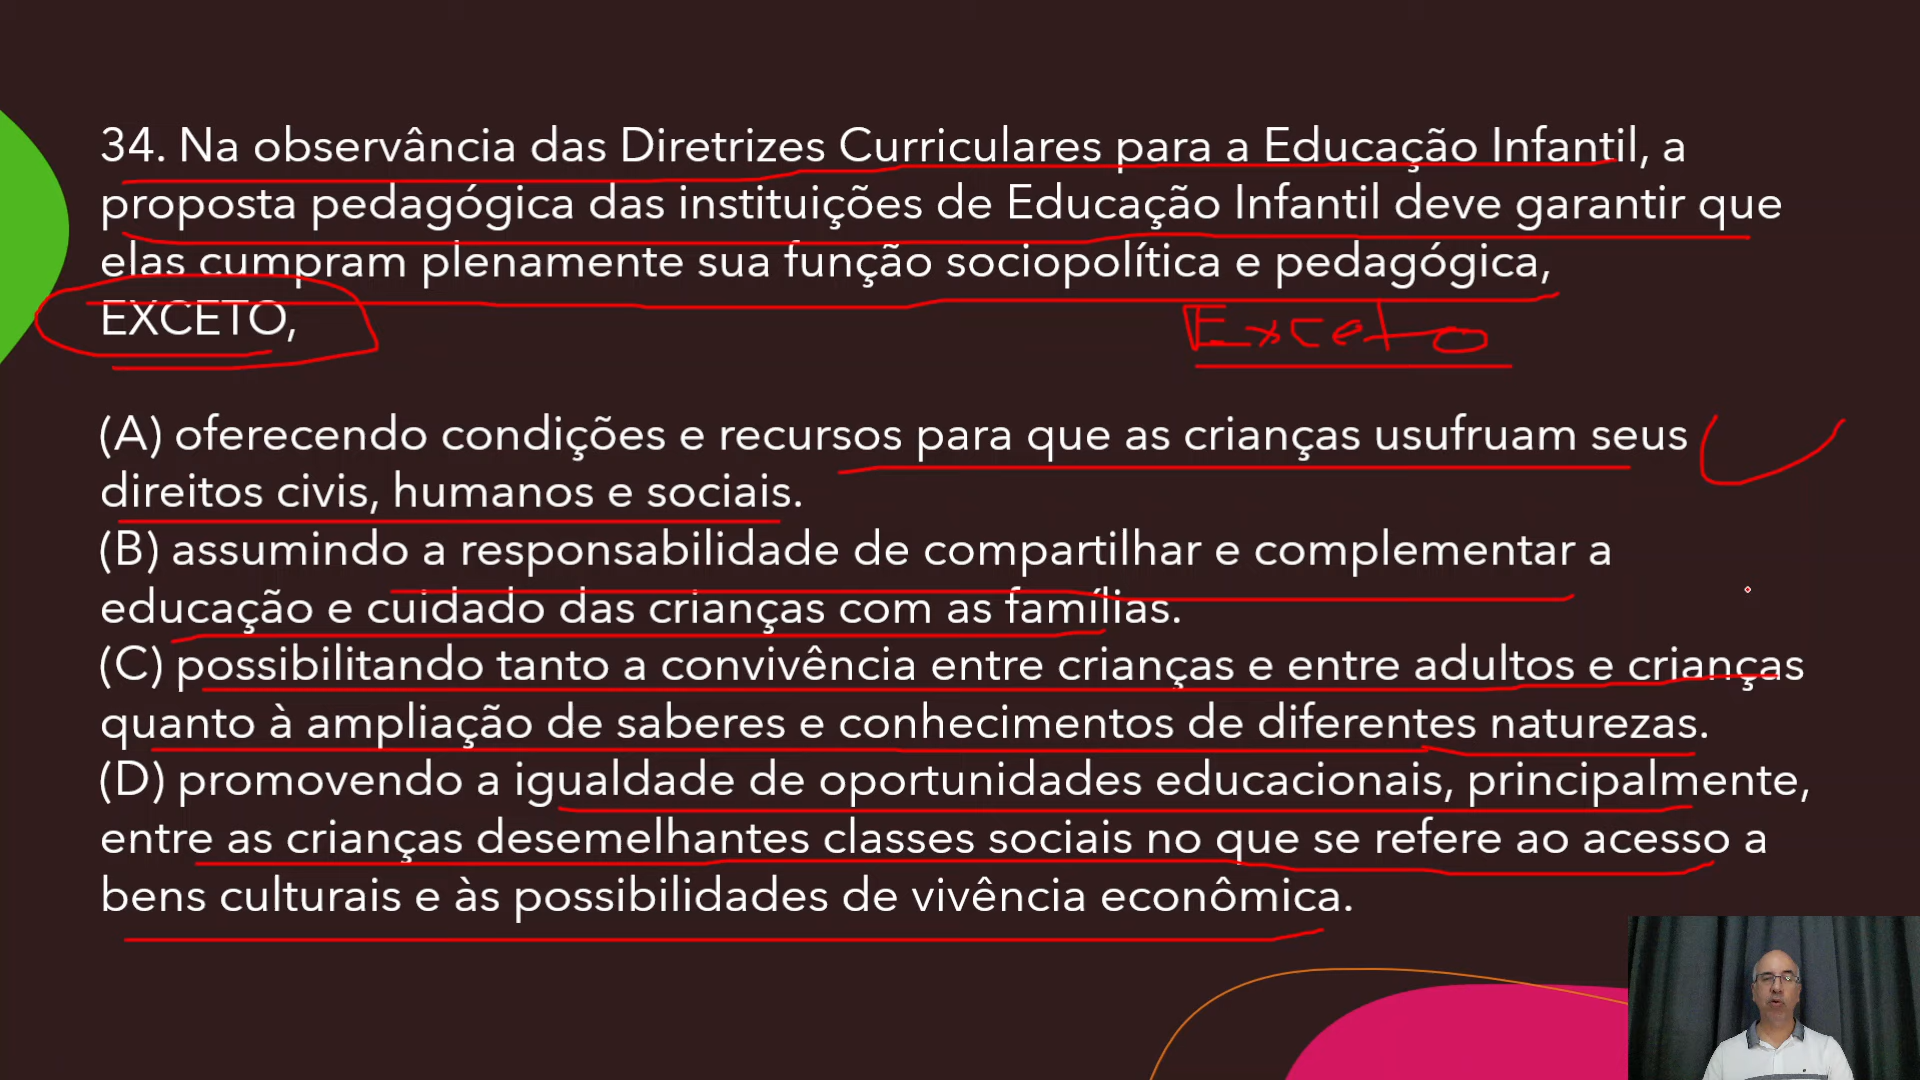 34. Na observância das Diretrizes Curriculares para a Educação Infantil, a
proposta pedagógica das instituições de Educação Infantil deve garantir que
elas cumpram plenamente sua função sociopolítica e pedagógica,
EXCETO,
Exceto
(A) oferecendo condições e recursos para que as crianças usufruam seus
direitos civis, humanos e sociais.
(B) assumindo a responsabilidade de compartilhar e complementar a
educação e cuidado das crianças com as famílias.
(C) possibilitando tanto a convivência entre crianças e entre adultos e crianças
quanto à ampliação de saberes e conhecimentos de diferentes naturezas.
(D) promovendo a igualdade de oportunidades educacionais, principalmente,
entre as crianças desemelhantes classes sociais no que se refere ao acesso a
bens culturais e às possibilidades de vivência econômica.